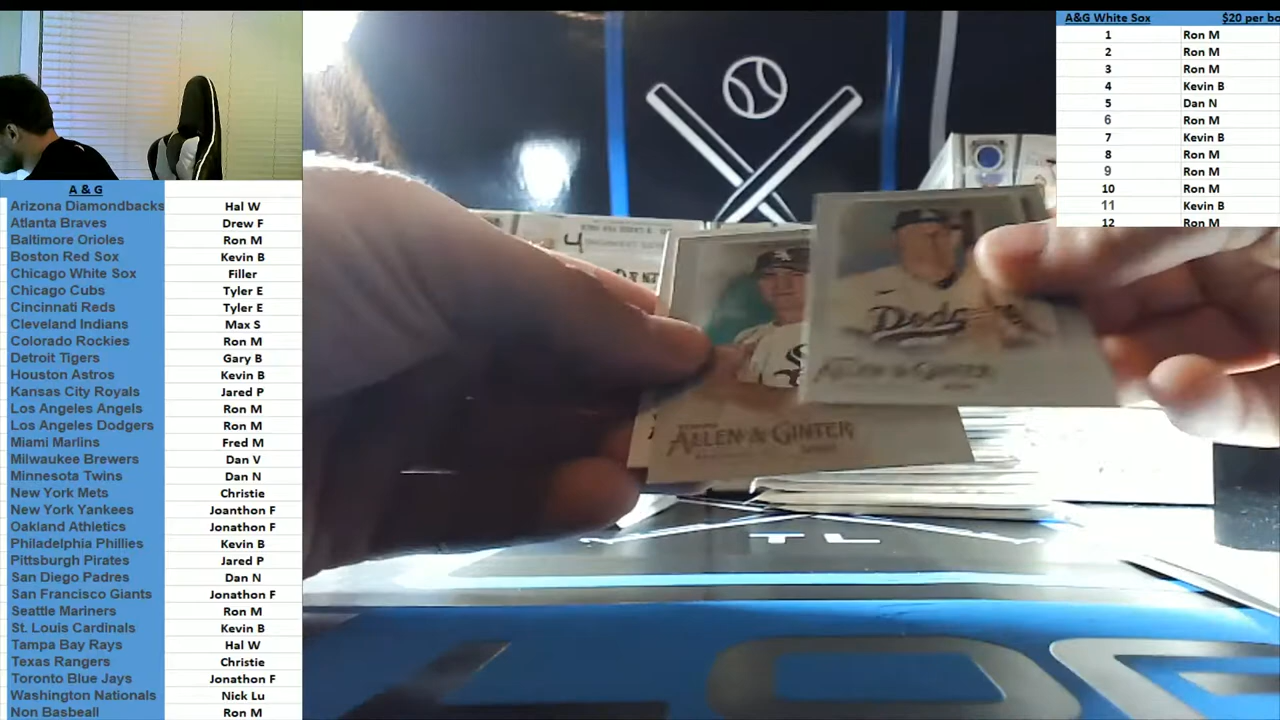 A & G
Arizona Diamondbacks Hal W
Atlanta Braves Drew F
Baltimore Orioles Ron M
Boston Red Sox Kevin B
Chicago White Sox Filler
Chicago Cubs Tyler E
Cincinnati Reds Tyler E
Cleveland Indians Max S
Colorado Rockies Ron M
Detroit Tigers Gary B
Houston Astros Kevin B
Kansas City Royals Jared P
Los Angeles Angels Ron M
Los Angeles Dodgers Ron M
Miami Marlins Fred M
Milwaukee Brewers Dan V
Minnesota Twins Dan N
New York Mets Christie
New York Yankees Joanthon F
Oakland Athletics Jonathon F
Philadelphia Phillies Kevin B
Pittsburgh Pirates Jared P
San Diego Padres Dan N
San Francisco Giants Jonathon F
Seattle Mariners Ron M
St. Louis Cardinals Kevin B
Tampa Bay Rays Hal W
Texas Rangers Christie
Toronto Blue Jays Jonathon F
Washington Nationals Nick Lu
Non Basbeall Ron M
A&G White Sox $20 per bo
1 Ron M
2 Ron M
3 Ron M
4 Kevin B
5 Dan N
6 Ron M
7 Kevin B
8 Ron M
9 Ron M
10 Ron M
11 Kevin B
12 Ron M
4
Dodg
ALLEN & GINTER
ALLEN & GINTER
TL